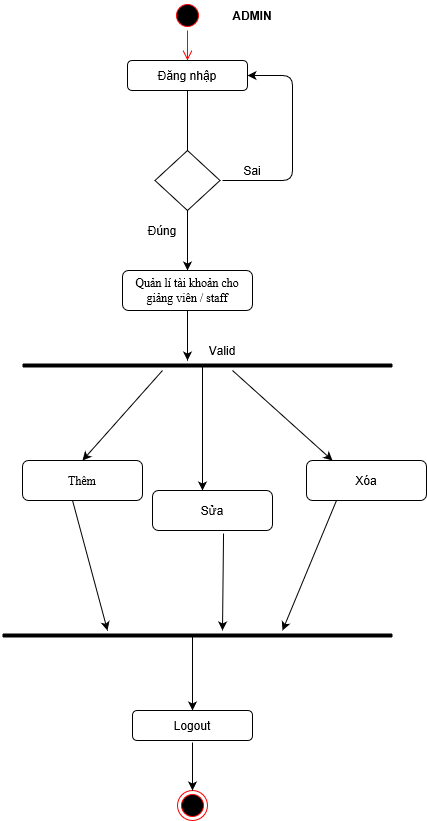 ADMIN
Đăng nhập
Sai
Đúng
Quản lí tài khoản cho
giảng viên / staff
Valid
Thêm
Sửa
Xóa
Logout